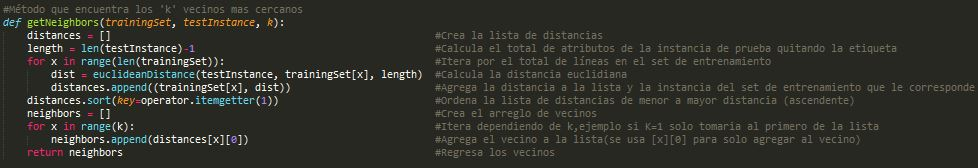 #Método que encuentra los 'k' vecinos mas cercanos
def getNeighbors(trainingSet, testInstance, k):
distances = [] #Crea la lista de distancias
length = len(testInstance)-1 #Calcula el total de atributos de la instancia de prueba quitando la etiqueta
for x in range(len(trainingSet)): #Itera por el total de líneas en el set de entrenamiento
dist = euclideanDistance(testInstance, trainingSet[x], length) #Calcula la distancia euclidiana
distances.append((trainingSet[x], dist)) #Agrega la distancia a la lista y la instancia del set de entrenamiento que le corresponde
distances.sort(key=operator.itemgetter(1)) #Ordena la lista de distancias de menor a mayor distancia (ascendente)
neighbors = [] #Crea el arreglo de vecinos
for x in range(k): #Itera dependiendo de k,ejemplo si K=1 solo tomaria al primero de la lista
neighbors.append(distances[x][0]) #Agrega el vecino a la lista(se usa [x][0] para solo agregar al vecino)
return neighbors #Regresa los vecinos